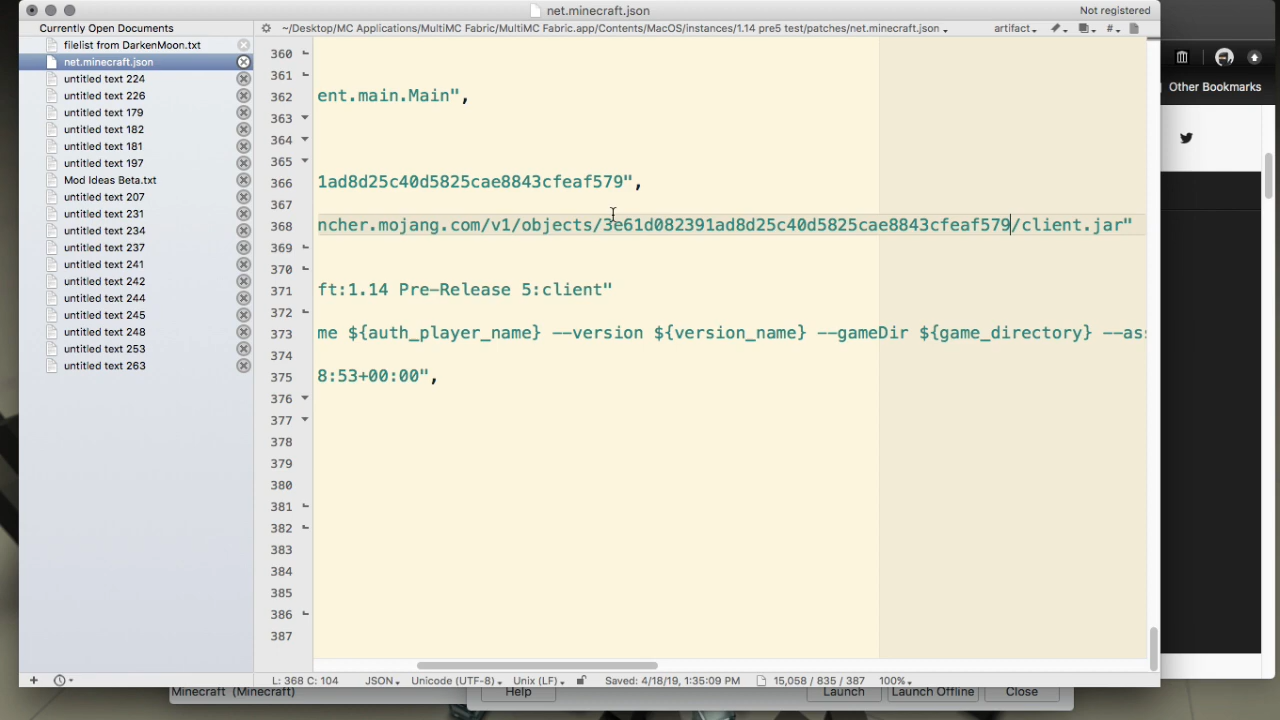 net.minecraft.json
Not registered
Currently Open Documents
~/Desktop/MC Applications/MultiMC Fabric/MultiMC Fabric.app/Contents/MacOS/instances/1.14 pre5 test/patches/net.minecraft.json
artifact
#
filelist from DarkenMoon.txt
net.minecraft.json
untitled text 224
untitled text 226
untitled text 179
untitled text 182
untitled text 181
untitled text 197
Mod Ideas Beta.txt
untitled text 207
untitled text 231
untitled text 234
untitled text 237
untitled text 241
untitled text 242
untitled text 244
untitled text 245
untitled text 248
untitled text 253
untitled text 263
360
361
362 ent.main.Main",
363
364
365
366 1ad8d25c40d5825cae8843cfeaf579",
367
368 ncher.mojang.com/v1/objects/3e61d082391ad8d25c40d5825cae8843cfeaf579/client.jar"
369
370
371 ft:1.14 Pre-Release 5:client"
372
373 me ${auth_player_name} --version ${version_name} --gameDir ${game_directory} --as
374
375 8:53+00:00",
376
377
378
379
380
381
382
383
384
385
386
387
L: 368 C: 104 JSON Unicode (UTF-8) Unix (LF) Saved: 4/18/19, 1:35:09 PM 15,058 / 835 / 387 100%
Other Bookmarks
Minecraft (Minecraft)
Help
Launch
Launch Offline
Close